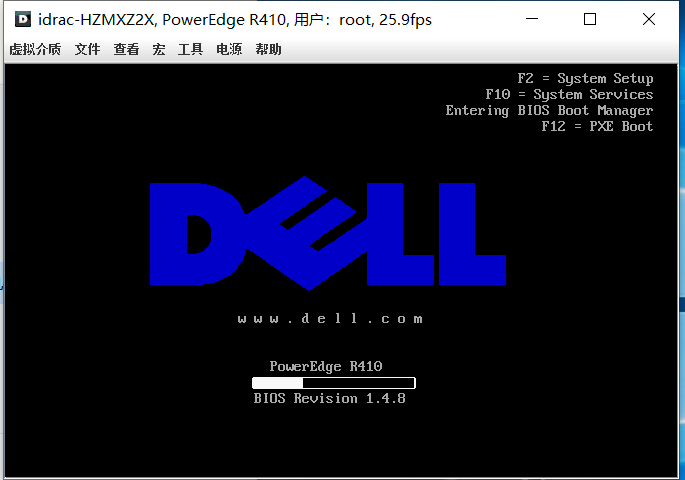 idrac-HZMXZ2X, PowerEdge R410, 用户：root, 25.9fps
虚拟介质 文件 查看 宏 工具 电源 帮助
F2 = System Setup
F10 = System Services
Entering BIOS Boot Manager
F12 = PXE Boot
DELL
www.dell.com
PowerEdge R410
BIOS Revision 1.4.8